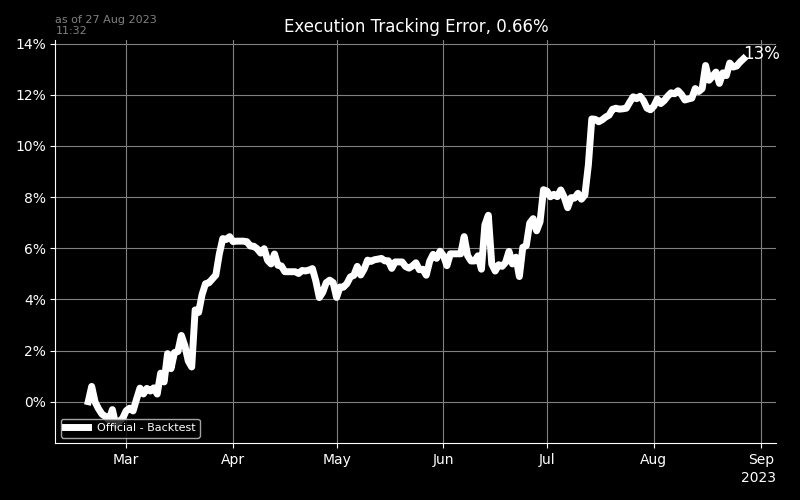 as of 27 Aug 2023
11:32
Execution Tracking Error, 0.66%
14%
12%
10%
8%
6%
4%
2%
0%
13%
Official - Backtest
Mar
Apr
May
Jun
Jul
Aug
Sep
2023